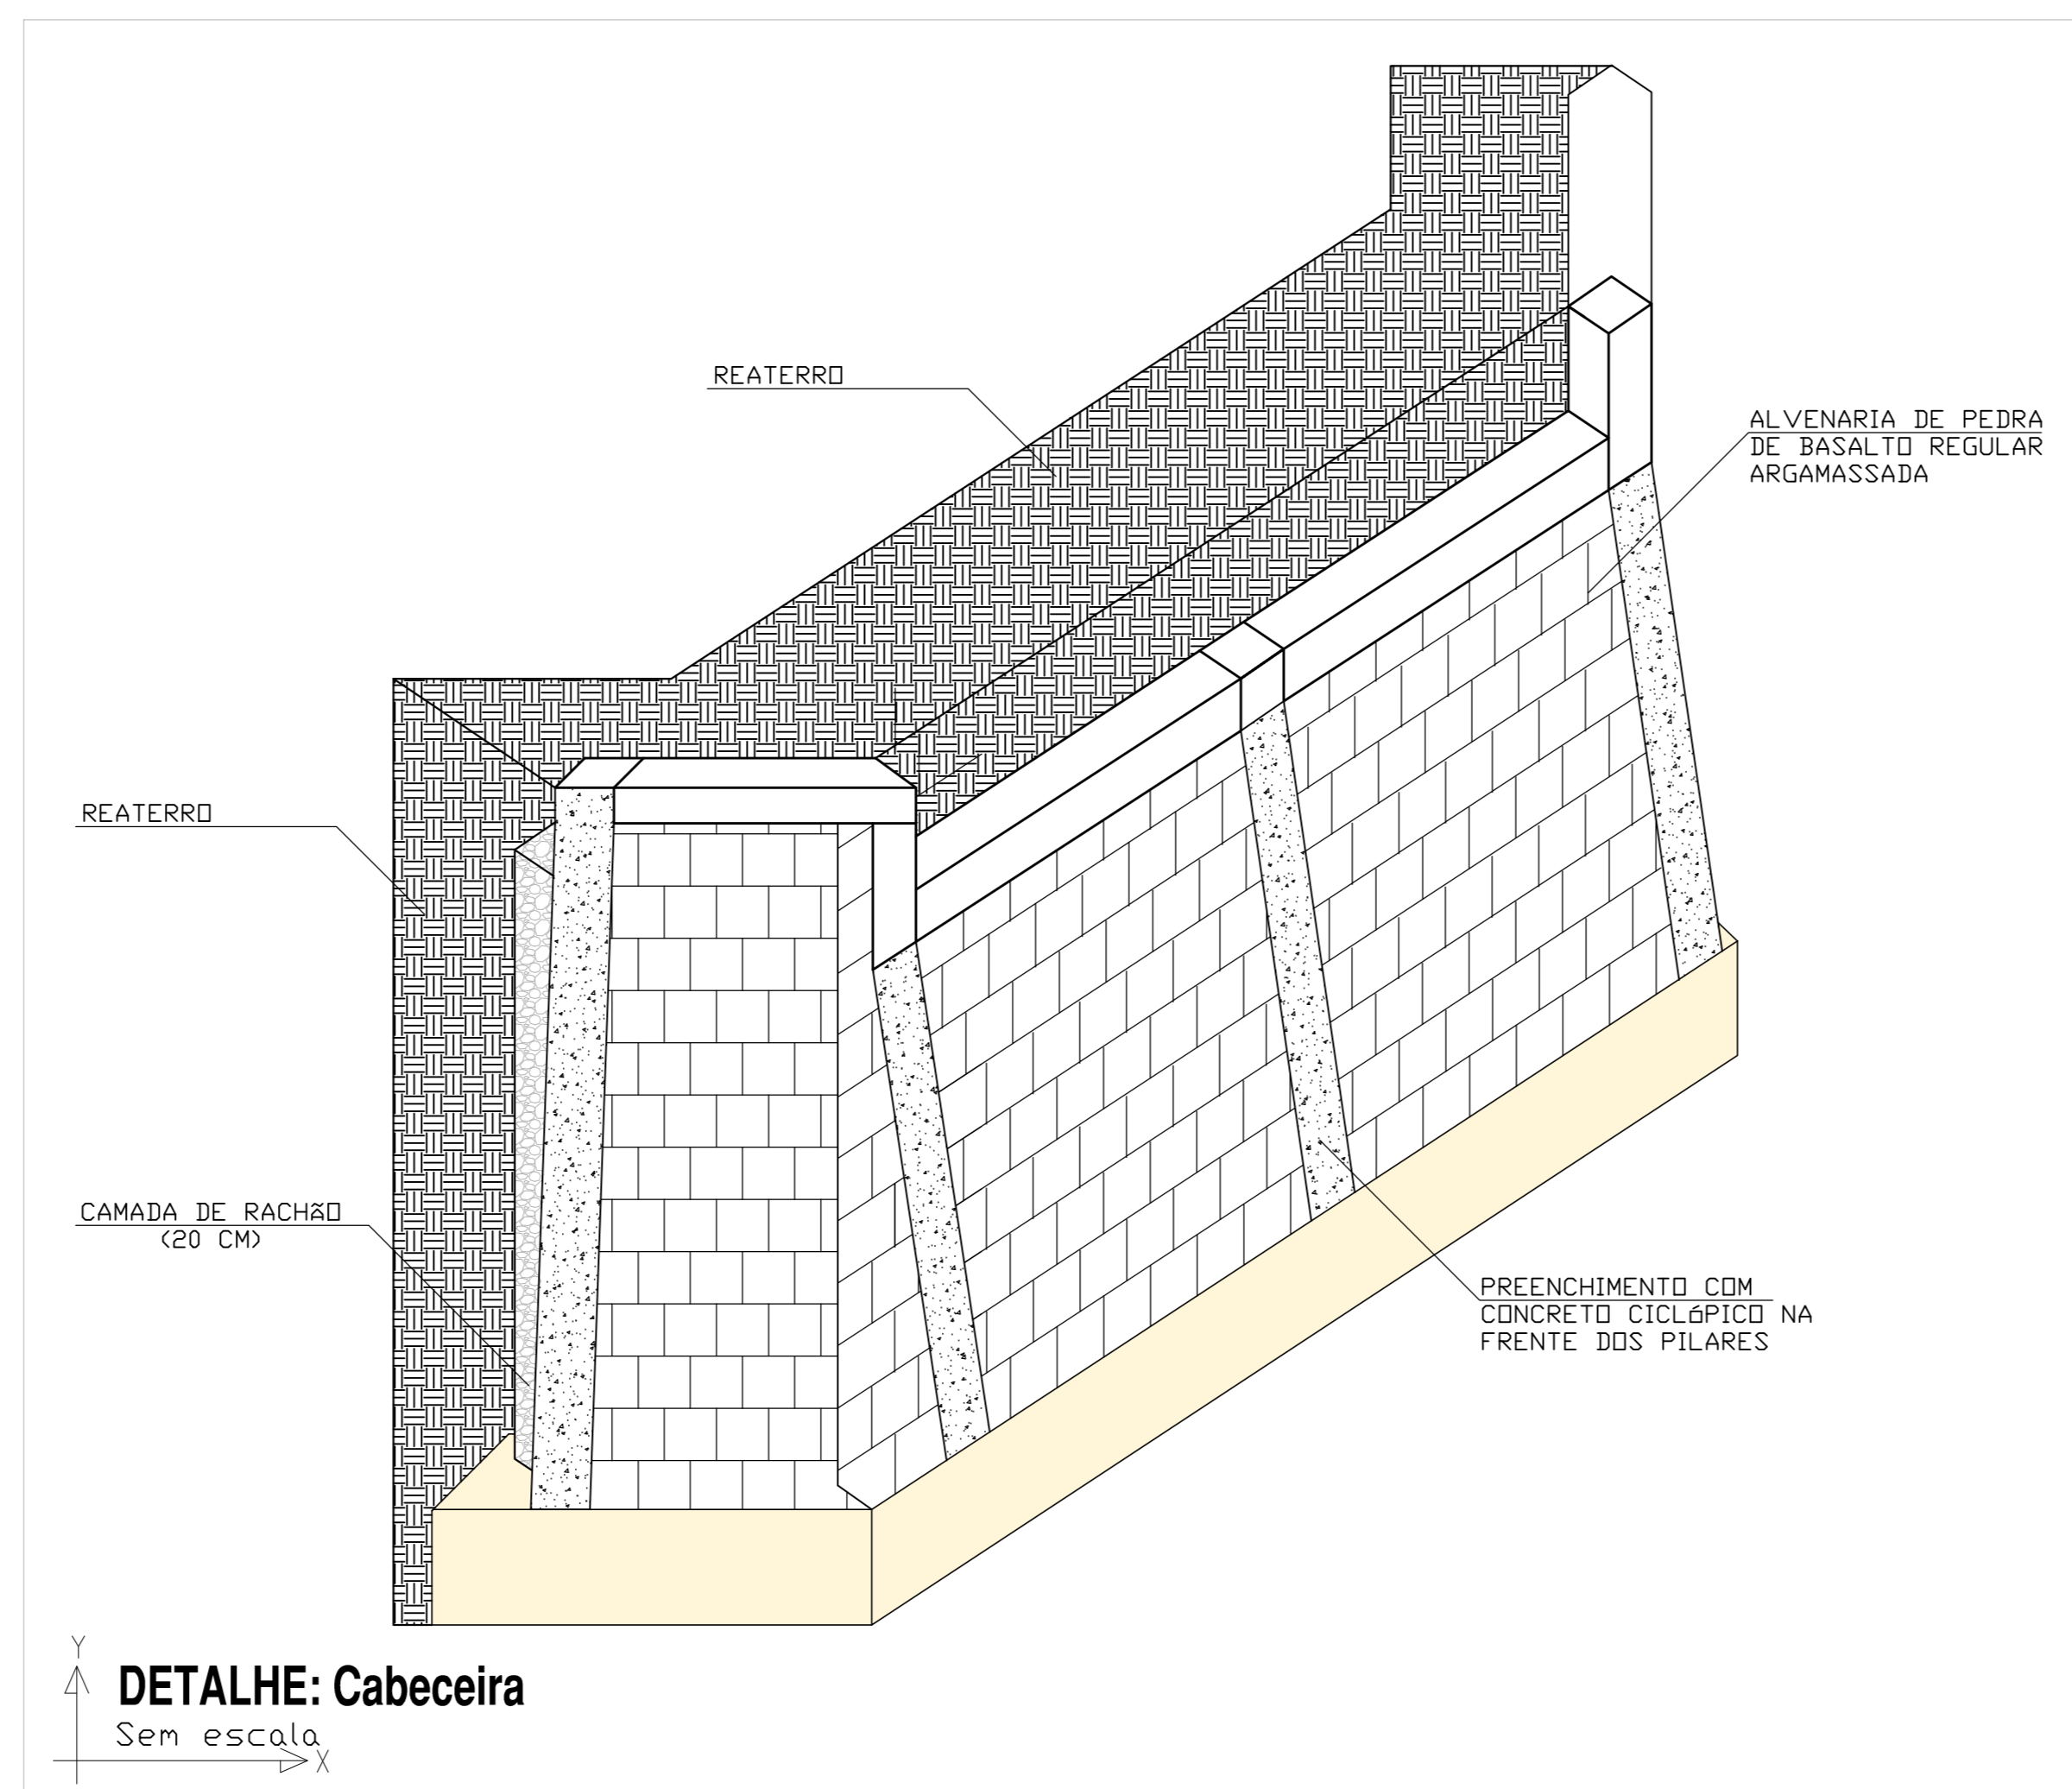 REATERRO
ALVENARIA DE PEDRA
DE BASALTO REGULAR
ARGAMASSADA
REATERRO
CAMADA DE RACHãO
(20 CM)
PREENCHIMENTO COM
CONCRETO CICLóPICO NA
FRENTE DOS PILARES
Y
DETALHE: Cabeceira
Sem escala
X